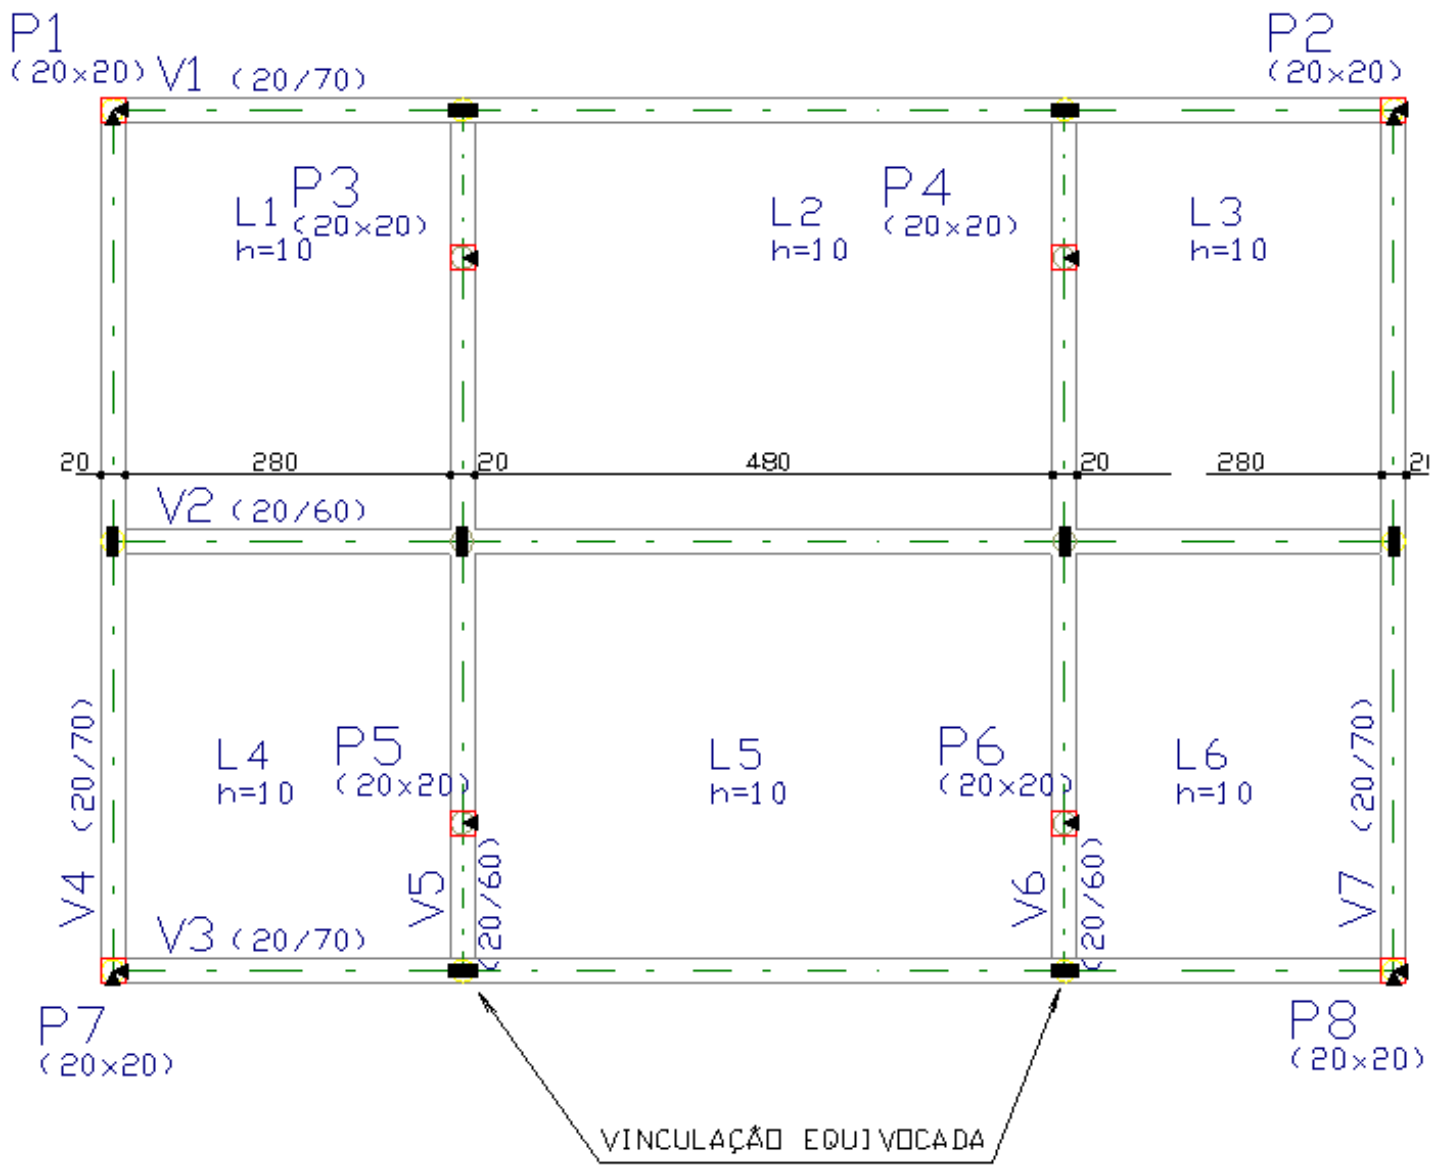 P1
(20x20)
V1 (20/70)
P2
(20x20)
P3
(20x20)
L1
h=10
P4
(20x20)
L2
h=10
L3
h=10
20
280
20
480
20
280
V2 (20/60)
V4 (20/70)
L4
h=10
P5
(20x20)
L5
h=10
P6
(20x20)
L6
h=10
V7 (20/70)
V5 (20/60)
V6 (20/60)
V3 (20/70)
P7
(20x20)
P8
(20x20)
VINCULAÇÃO EQUIVOCADA